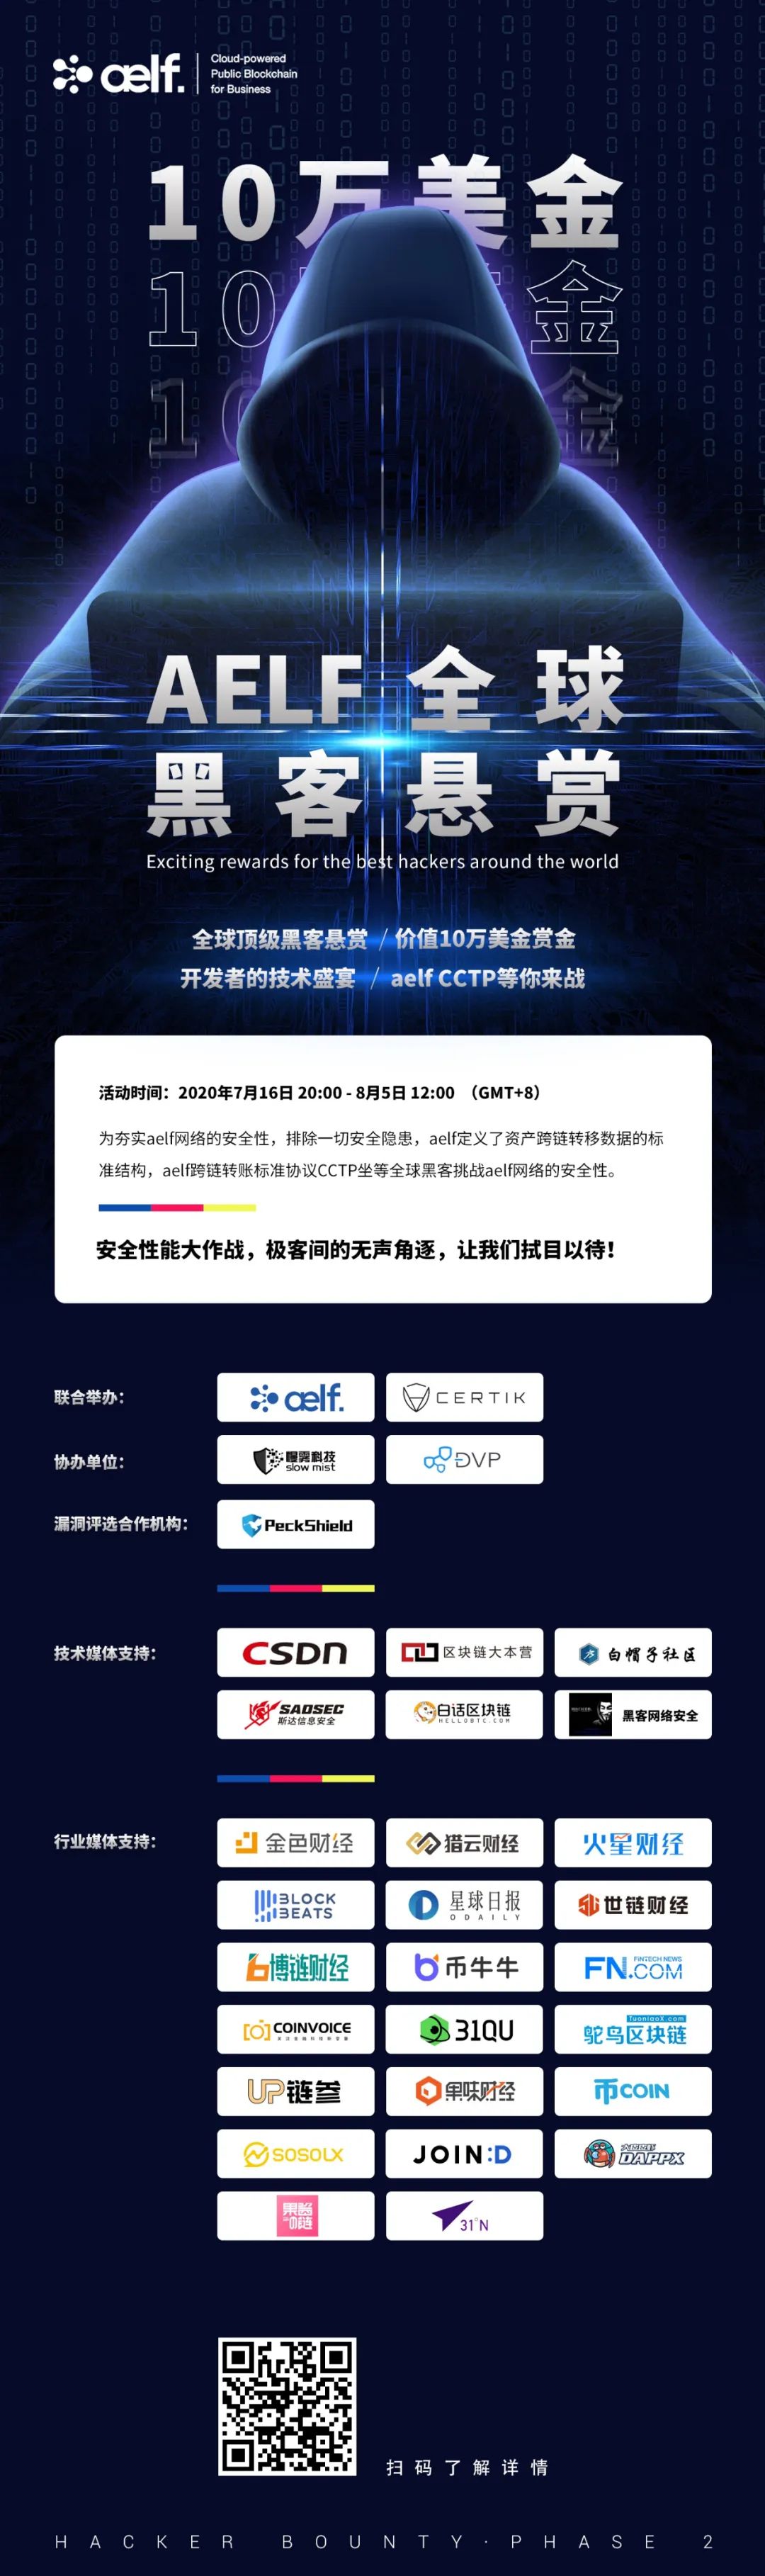 aelf.
Cloud-powered
Public Blockchain
for Business
10万美金
10 金
10 金
AELF 全球
黑客悬赏
Exciting rewards for the best hackers around the world
全球顶级黑客悬赏 / 价值10万美金赏金
开发者的技术盛宴 / aelf CCTP等你来战
活动时间：2020年7月16日 20:00 - 8月5日 12:00 （GMT+8）
为夯实aelf网络的安全性，排除一切安全隐患，aelf定义了资产跨链转移数据的标
准结构，aelf跨链转账标准协议CCTP坐等全球黑客挑战aelf网络的安全性。
安全性能大作战，极客间的无声角逐，让我们拭目以待！
联合举办：
aelf. CERTIK
协办单位：
慢雾科技 slow mist DVP
漏洞评选合作机构：
PeckShield
技术媒体支持：
CSDN 区块链大本营 白帽子社区
SADSEC 斯达信息安全 白话区块链 HELLOBTC.COM 黑客网络安全
行业媒体支持：
金色财经 猎云财经 火星财经
BLOCK BEATS 星球日报 ODAILY 世链财经
博链财经 币牛牛 FN.COM FINTECH NEWS
COINVOICE 31QU tuoniaoX.com 鸵鸟区块链
UP链参 果味财经 币COIN
SOSOLX JOIN:D DAPPX
31°N
扫码了解详情
HACKER BOUNTY · PHASE 2